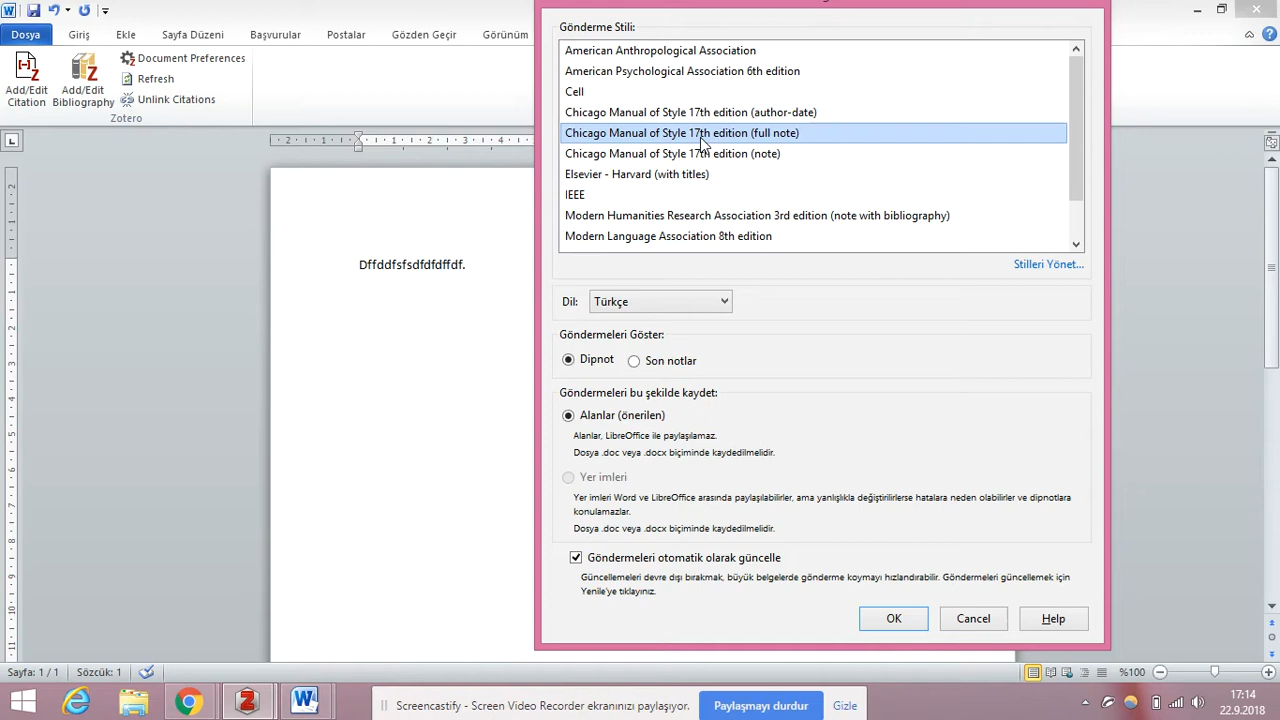 Dosya Giriş Ekle Sayfa Düzeni Başvurular Postalar Gözden Geçir Görünüm
Add/Edit
Citation
Add/Edit
Bibliography
Document Preferences
Refresh
Unlink Citations
Zotero
Dffddfsfsdfdfdffdf.
Gönderme Stili:
American Anthropological Association
American Psychological Association 6th edition
Cell
Chicago Manual of Style 17th edition (author-date)
Chicago Manual of Style 17th edition (full note)
Chicago Manual of Style 17th edition (note)
Elsevier - Harvard (with titles)
IEEE
Modern Humanities Research Association 3rd edition (note with bibliography)
Modern Language Association 8th edition
Stilleri Yönet...
Dil: Türkçe
Göndermeleri Göster:
Dipnot Son notlar
Göndermeleri bu şekilde kaydet:
Alanlar (önerilen)
Alanlar, LibreOffice ile paylaşılamaz.
Dosya .doc veya .docx biçiminde kaydedilmelidir.
Yer imleri
Yer imleri Word ve LibreOffice arasında paylaşılabilirler, ama yanlışlıkla değiştirilirlerse hatalara neden olabilirler ve dipnotlara
konulamazlar.
Dosya .doc veya .docx biçiminde kaydedilmelidir.
Göndermeleri otomatik olarak güncelle
Güncellemeleri devre dışı bırakmak, büyük belgelerde gönderme koymayı hızlandırabilir. Göndermeleri güncellemek için
Yenile'ye tıklayınız.
OK Cancel Help
Sayfa: 1 / 1 Sözcük: 1 %100
Screencastify - Screen Video Recorder ekranınızı paylaşıyor. Paylaşmayı durdur Gizle
17:14
22.9.2018